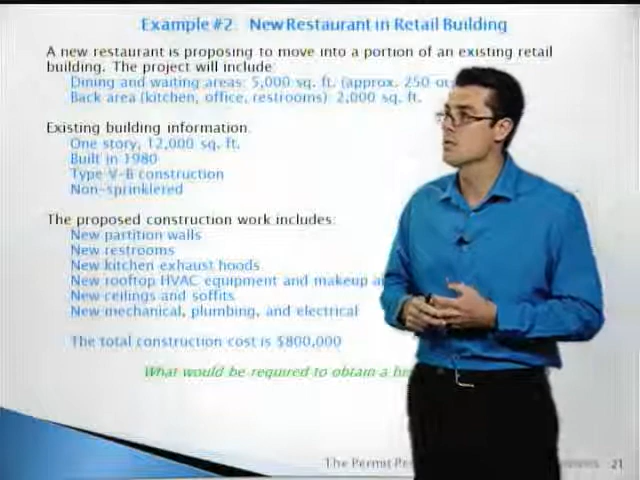 Example #2. New Restaurant in Retail Building
A new restaurant is proposing to move into a portion of an existing retail
building. The project will include:
Dining and waiting areas: 5,000 sq. ft. (approx. 250
Back area (kitchen, office, restrooms): 2,000 sq. ft.
Existing building information:
One story, 12,000 sq. ft.
Built in 1980
Type V-B construction
Non-sprinklered
The proposed construction work includes:
New partition walls
New restrooms
New kitchen exhaust hoods
New rooftop HVAC equipment and makeup
New ceilings and soffits
New mechanical, plumbing, and electrical
The total construction cost is $800,000
What would be required to obtain a
The Permit
21